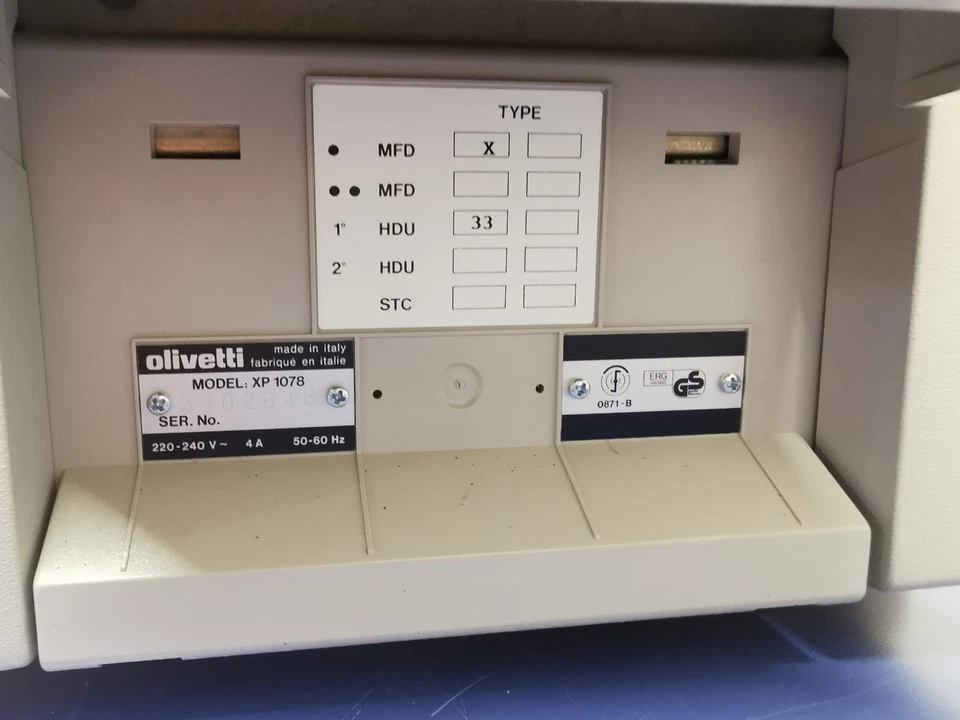 TYPE
● MFD X
●● MFD
1° HDU 33
2° HDU
STC
olivetti made in italy
fabriqué en italie
MODEL: XP 1078
SER. No.
220-240 V ~ 4 A 50-60 Hz
ERG
GS
0871-B